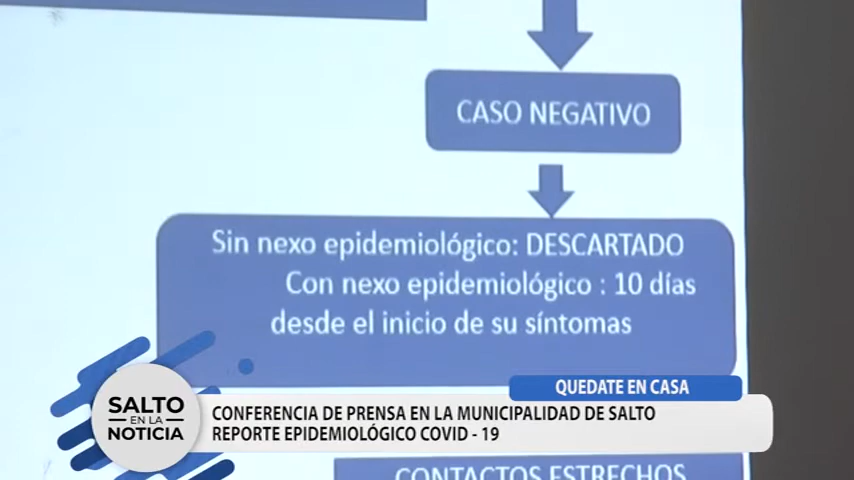 CASO NEGATIVO
Sin nexo epidemiológico: DESCARTADO
Con nexo epidemiológico : 10 días
desde el inicio de su síntomas
QUEDATE EN CASA
SALTO
EN LA
NOTICIA
CONFERENCIA DE PRENSA EN LA MUNICIPALIDAD DE SALTO
REPORTE EPIDEMIOLÓGICO COVID - 19
CONTACTOS ESTRECHOS